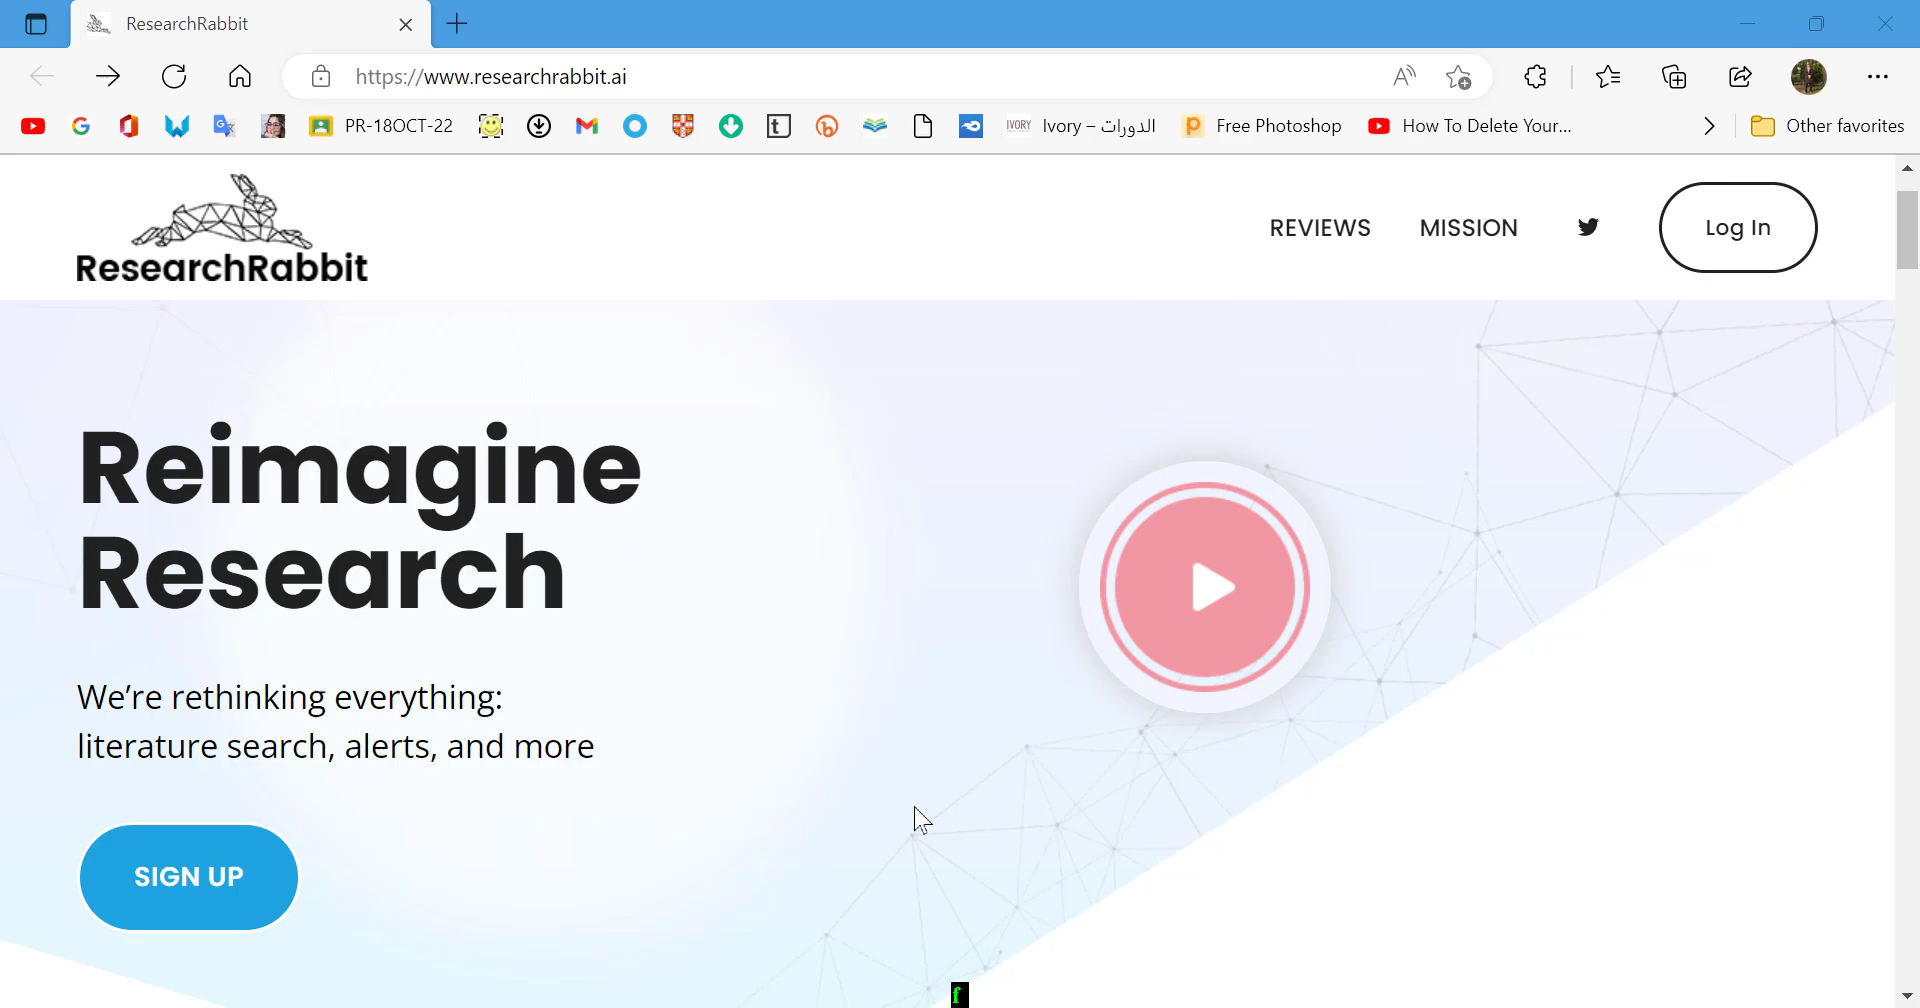 ResearchRabbit
https://www.researchrabbit.ai
PR-18OCT-22
IVORY
Ivory – الدورات
Free Photoshop
How To Delete Your...
Other favorites
ResearchRabbit
REVIEWS
MISSION
Log In
Reimagine
Research
We’re rethinking everything:
literature search, alerts, and more
SIGN UP
f